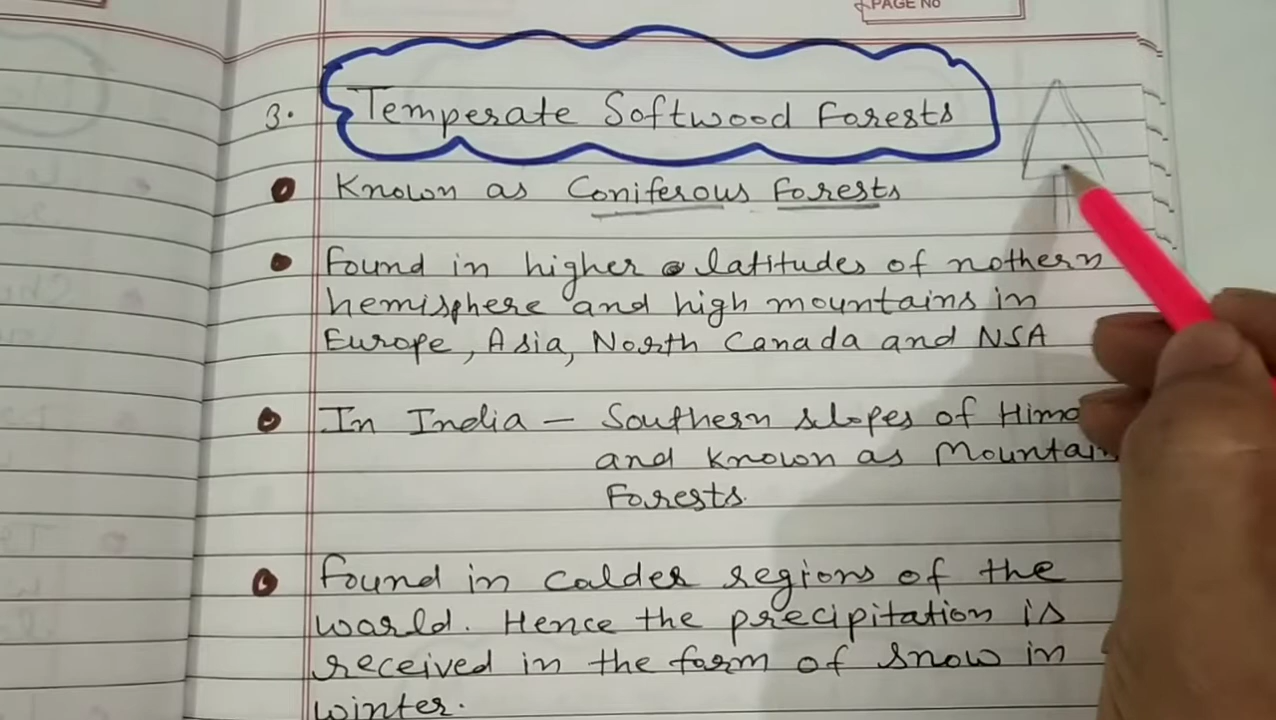 PAGE No
3. Temperate Softwood Forests
Known as Coniferous Forests
Found in higher latitudes of nothern
hemisphere and high mountains in
Europe, Asia, North Canada and NSA
In India - Southern slopes of Hima
and known as Mountain
Forests.
Found in colder regions of the
world. Hence the precipitation is
received in the form of snow in
winter.